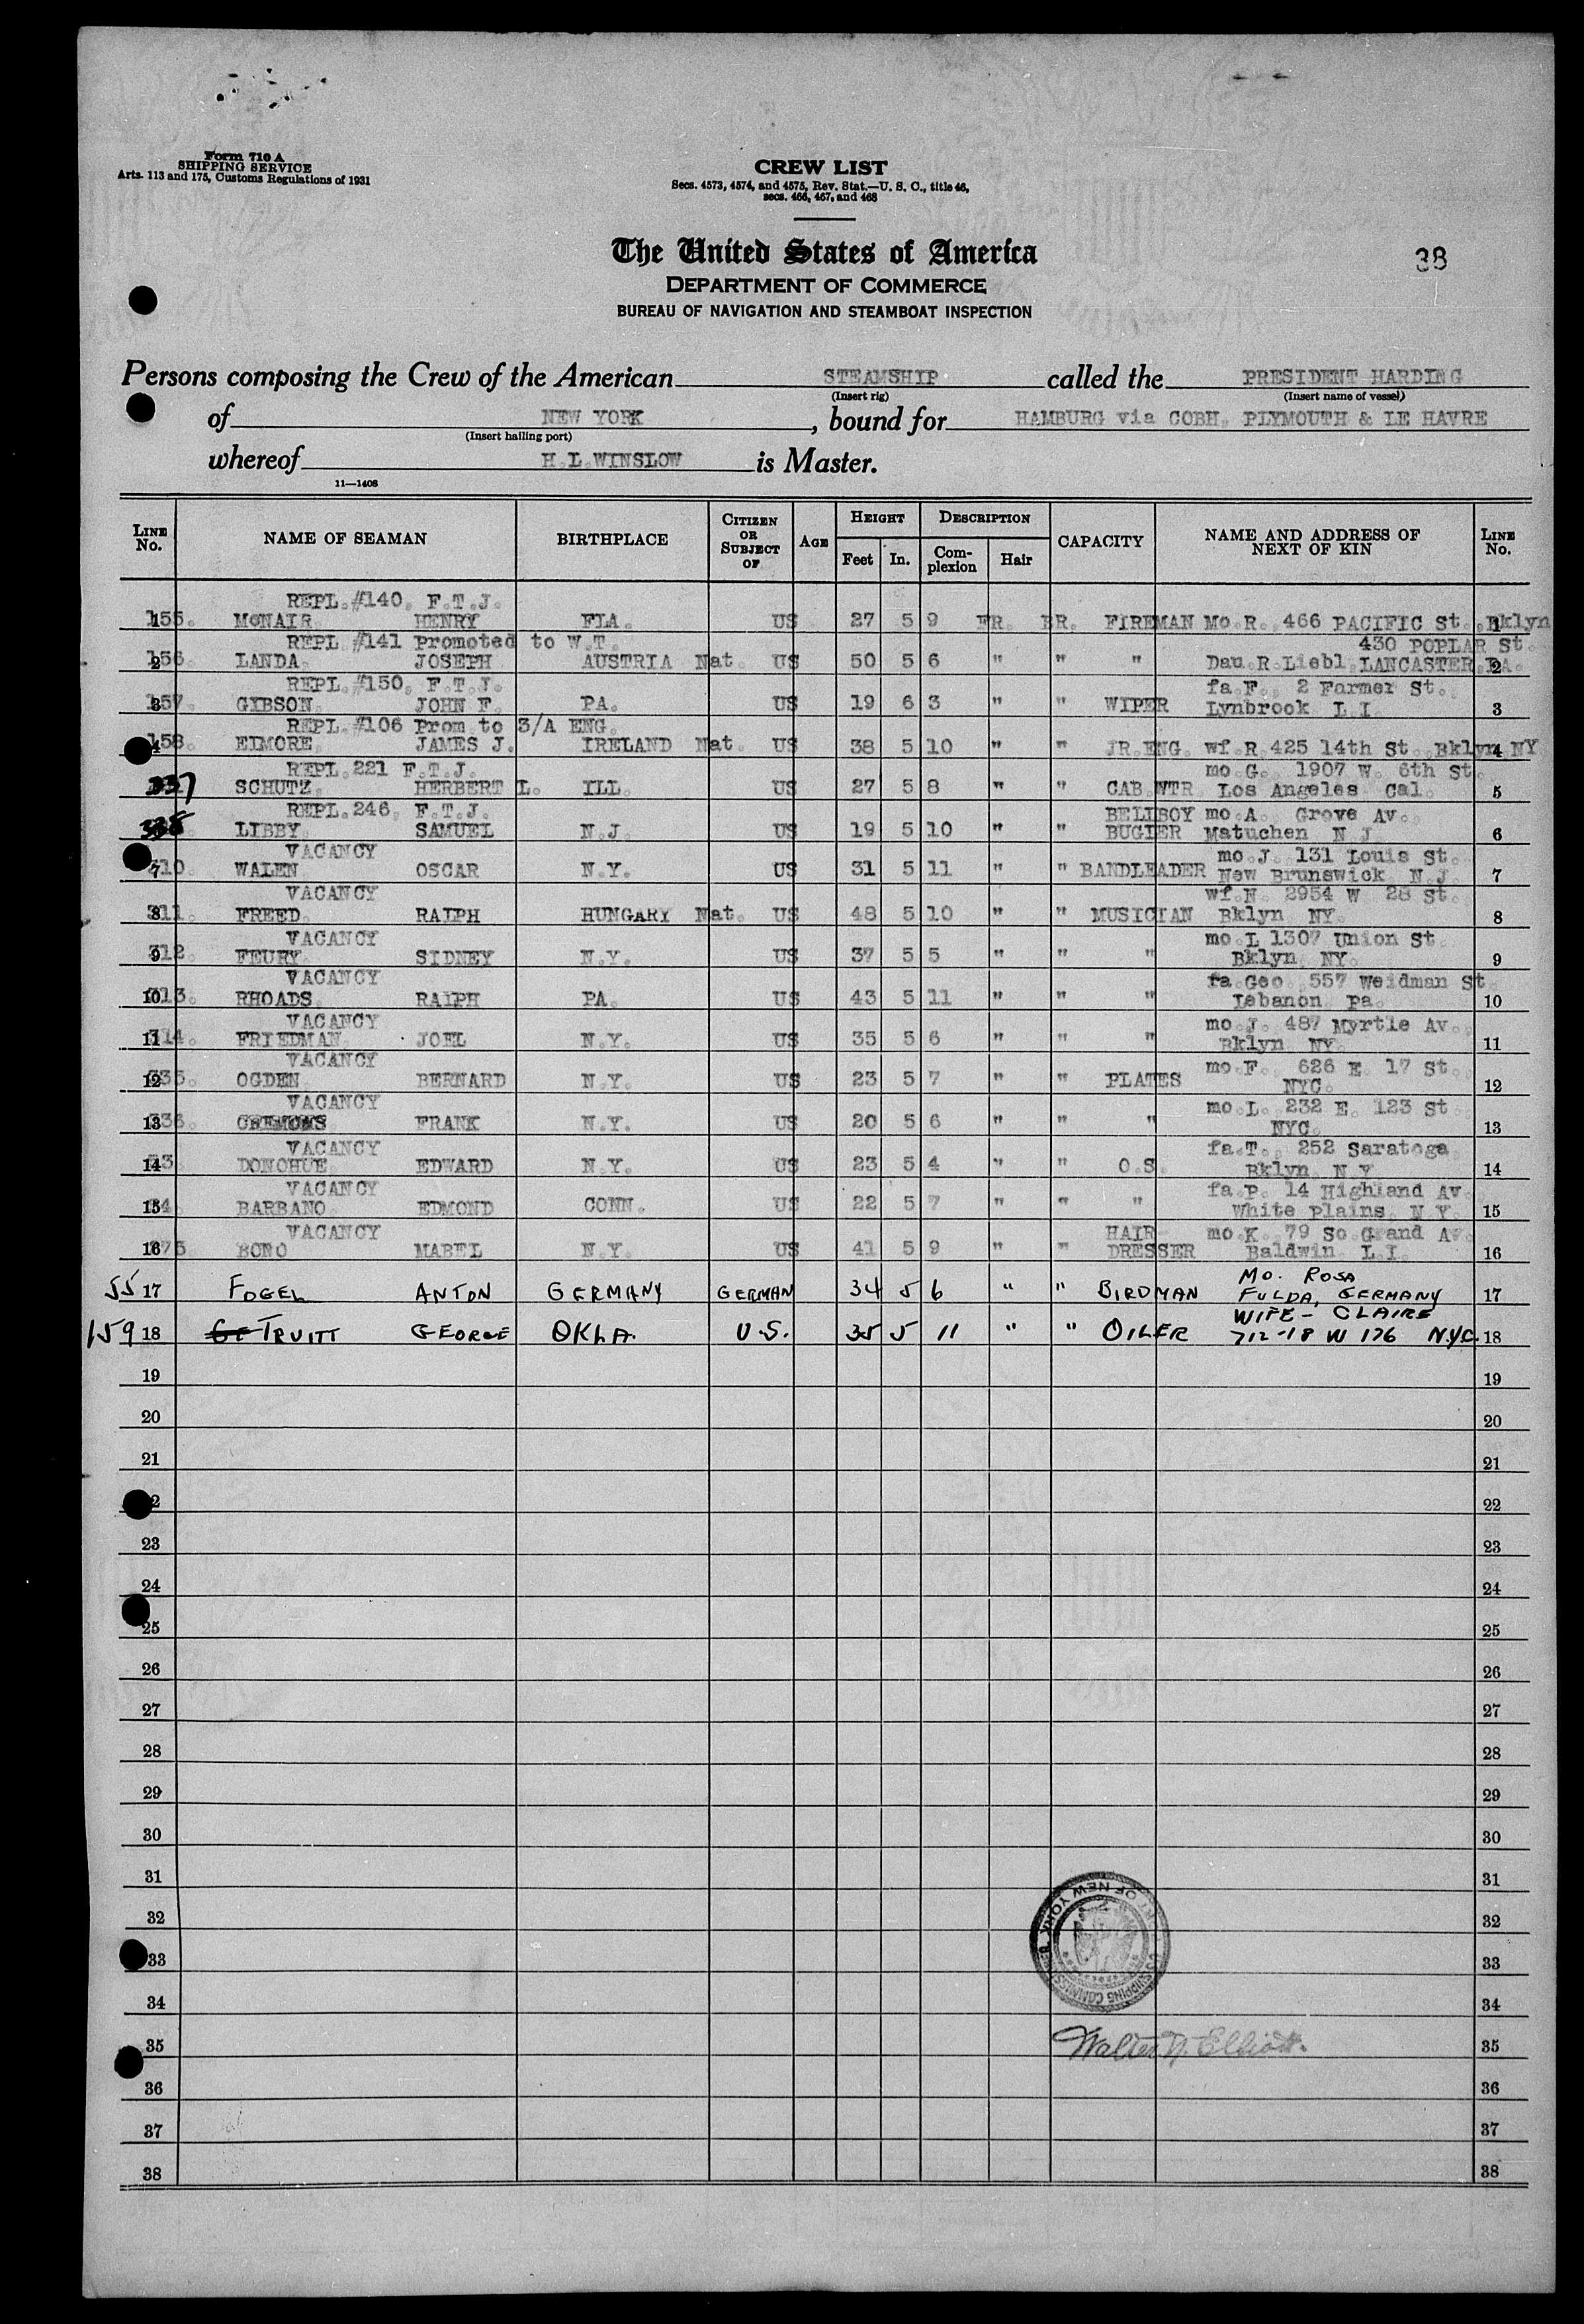 Form 710 A
SHIPPING SERVICE
Arts. 113 and 175, Customs Regulations of 1931
CREW LIST
Secs. 4573, 4574, and 4575, Rev. Stat.—U. S. C., title 46,
secs. 466, 467, and 468
The United States of America
DEPARTMENT OF COMMERCE
BUREAU OF NAVIGATION AND STEAMBOAT INSPECTION
38
Persons composing the Crew of the American STEAMSHIP called the PRESIDENT HARDING
(Insert rig) (Insert name of vessel)
of NEW YORK, bound for HAMBURG via COBH, PLYMOUTH & LE HAVRE
(Insert hailing port)
whereof H.L.WINSLOW is Master.
11—1408
LINE No. NAME OF SEAMAN BIRTHPLACE CITIZEN OR SUBJECT OF AGE HEIGHT Feet In. DESCRIPTION Complexion Hair CAPACITY NAME AND ADDRESS OF NEXT OF KIN LINE No.
REPL.#140, F.T.J.
155. McNAIR HENRY FLA. US 27 5 9 FR. BR. FIREMAN Mo.R. 466 PACIFIC St. Bklyn 1
REPL #141 Promoted to W.T. 430 POPLAR St.
156. LANDA, JOSEPH AUSTRIA Nat. US 50 5 6 " " " Dau.R.Liebl LANCASTER PA. 2
REPL.#150, F.T.J. fa.F. 2 Farmer St.
157. GIBSON, JOHN F. PA. US 19 6 3 " " WIPER Lynbrook L.I. 3
REPL.#106 Prom to 3/A ENG.
158. ELMORE, JAMES J. IRELAND Nat. US 38 5 10 " " JR.ENG. wf.R.425 14th St. Bklyn NY 4
REPL.221 F.T.J. mo.G. 1907 W. 6th St.
337 SCHUTZ, HERBERT L. ILL. US 27 5 8 " " CAB.WTR Los Angeles Cal. 5
REPL.246, F.T.J. BELLBOY mo.A. Grove Av.
338 LIBBY, SAMUEL N.J. US 19 5 10 " " BUGLER Matuchen N J 6
VACANCY mo.J. 131 Louis St.
310. WALEN OSCAR N.Y. US 31 5 11 " " BANDLEADER New Brunswick N.J. 7
VACANCY wf.N. 2954 W 28 St.
311. FREED, RALPH HUNGARY Nat. US 48 5 10 " " MUSICIAN Bklyn NY. 8
VACANCY mo.L 1307 Union St.
312. FEURY, SIDNEY N.Y. US 37 5 5 " " " Bklyn NY. 9
VACANCY fa.Geo. 557 Weidman St
313. RHOADS, RALPH PA. US 43 5 11 " " " Lebanon Pa. 10
VACANCY mo.J. 487 Myrtle Av.
314. FRIEDMAN, JOEL N.Y. US 35 5 6 " " " Bklyn NY. 11
VACANCY mo.F. 626 E. 17 St.
335. OGDEN, BERNARD N.Y. US 23 5 7 " " PLATES NYC. 12
VACANCY mo.L. 232 E. 123 St
336. FRANK N.Y. US 20 5 6 " " " NYC. 13
VACANCY fa.T. 252 Saratoga
14 DONOHUE, EDWARD N.Y. US 23 5 4 " " O.S. Bklyn N Y 14
VACANCY fa.P. 14 Highland Av.
15 BARBANO, EDMOND CONN. US 22 5 7 " " " White Plains N.Y. 15
VACANCY HAIR- mo.K. 79 So.Grand Av.
16 BONO MABEL N.Y. US 41 5 9 " " DRESSER Baldwin L.I. 16
MO. ROSA
55 17 FOGEL ANTON GERMANY GERMAN 34 5 6 " " BIRDMAN FULDA, GERMANY 17
WIFE - CLAIRE
159 18 TRUITT GEORGE OKLA. U.S. 35 5 11 " " OILER 712-18 W 176 N.Y.C. 18
19 19
20 20
21 21
22 22
23 23
24 24
25 25
26 26
27 27
28 28
29 29
30 30
31 31
32 32
33 33
34 34
35 35
36 36
37 37
38 38
OF NEW YORK
Walter N. Elliott.